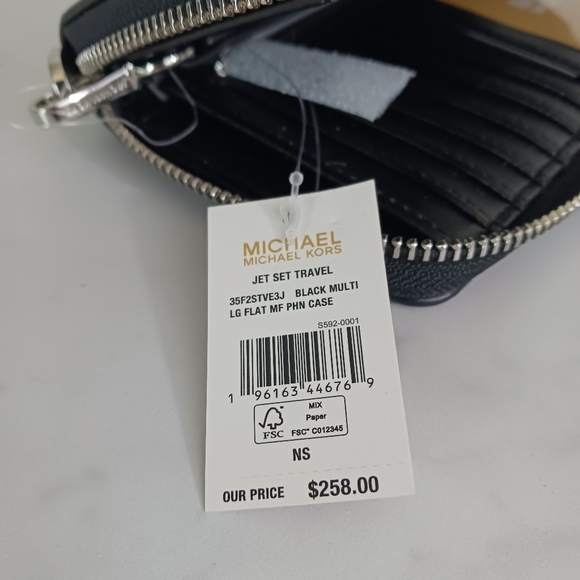 MICHAEL
MICHAEL KORS
JET SET TRAVEL
35F2STVE3J BLACK MULTI
LG FLAT MF PHN CASE
S592-0001
1 96163 44676 9
FSC
MIX
Paper
FSC™ C012345
NS
OUR PRICE $258.00